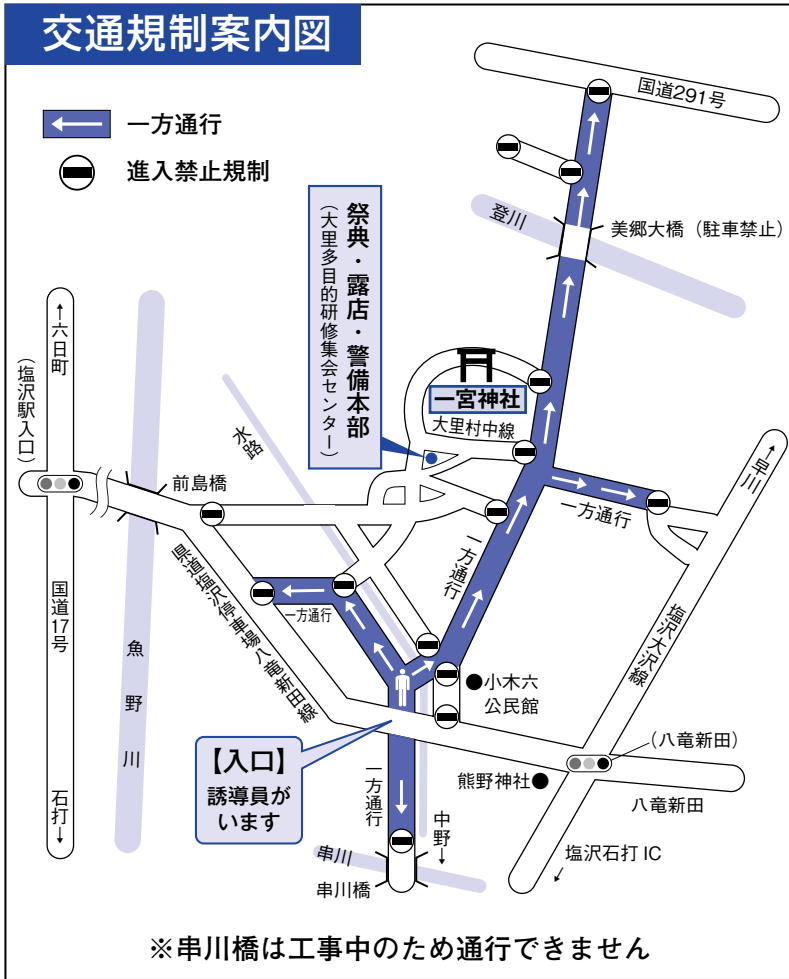 交通規制案内図
一方通行
進入禁止規制
国道291号
登川
美郷大橋（駐車禁止）
祭典・露店・警備本部
（大里多目的研修集会センター）
一宮神社
大里村中線
水路
←六日町
（塩沢駅入口）
前島橋
国道17号
石打→
魚野川
県道塩沢停車場八竜新田線
一方通行
一方通行
一方通行
一方通行
早川→
塩沢大沢線
小木六
公民館
（八竜新田）
八竜新田
熊野神社
塩沢石打 IC
【入口】
誘導員が
います
中野→
串川
串川橋
※串川橋は工事中のため通行できません